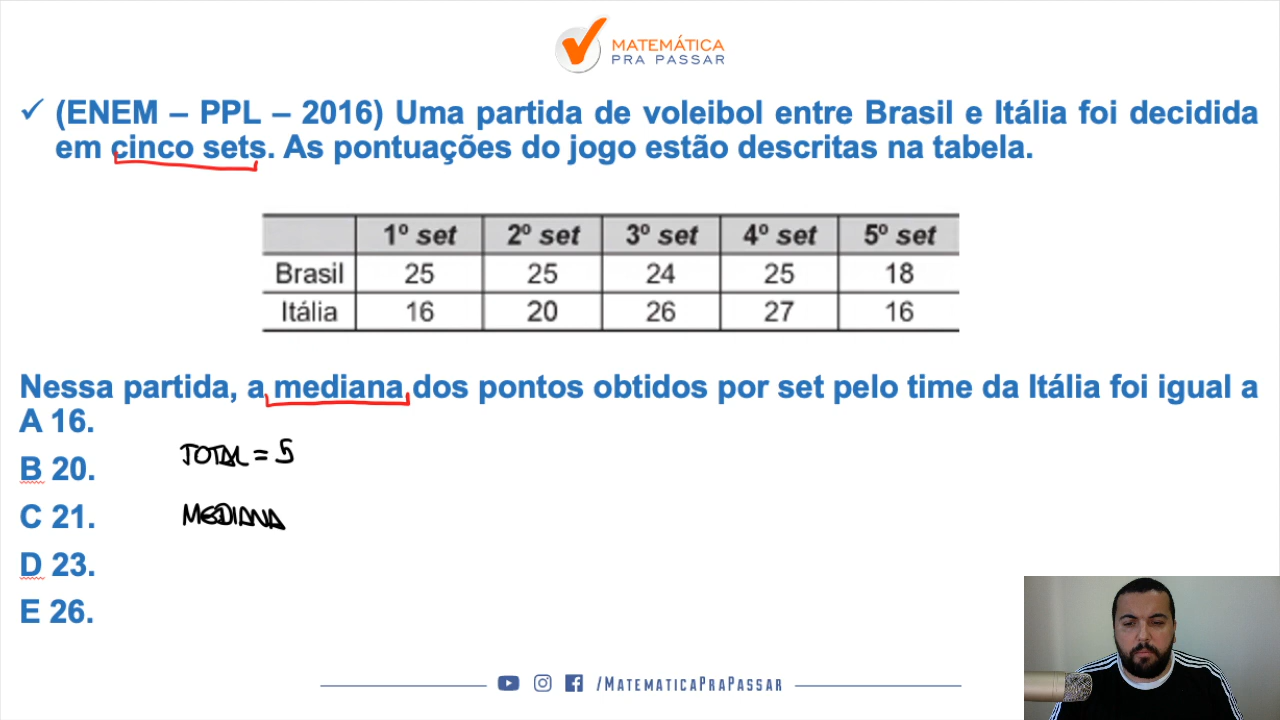 MATEMÁTICA
PRA PASSAR
✓ (ENEM – PPL – 2016) Uma partida de voleibol entre Brasil e Itália foi decidida
em cinco sets. As pontuações do jogo estão descritas na tabela.
1º set 2º set 3º set 4º set 5º set
Brasil 25 25 24 25 18
Itália 16 20 26 27 16
Nessa partida, a mediana dos pontos obtidos por set pelo time da Itália foi igual a
A 16.
TOTAL = 5
B 20.
C 21.
MEDIANA
D 23.
E 26.
/MATEMATICAPRAPASSAR